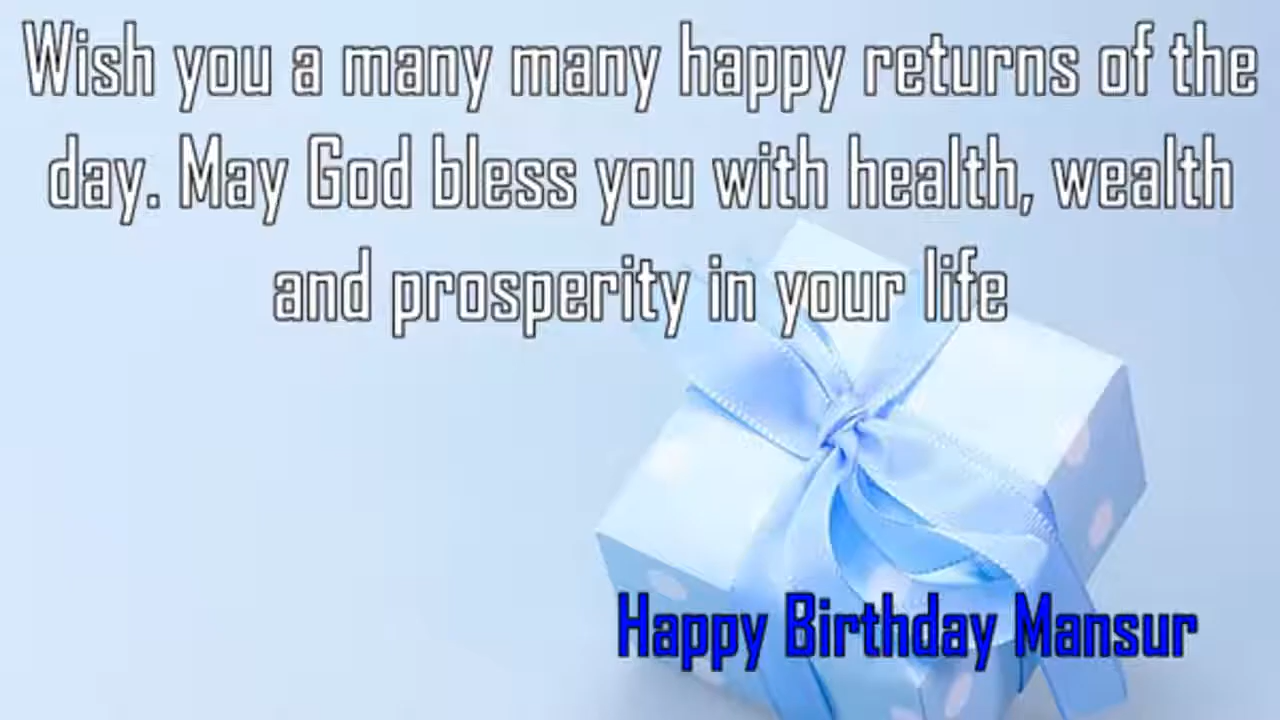 Wish you a many many happy returns of the
day. May God bless you with health, wealth
and prosperity in your life
Happy Birthday Mansur